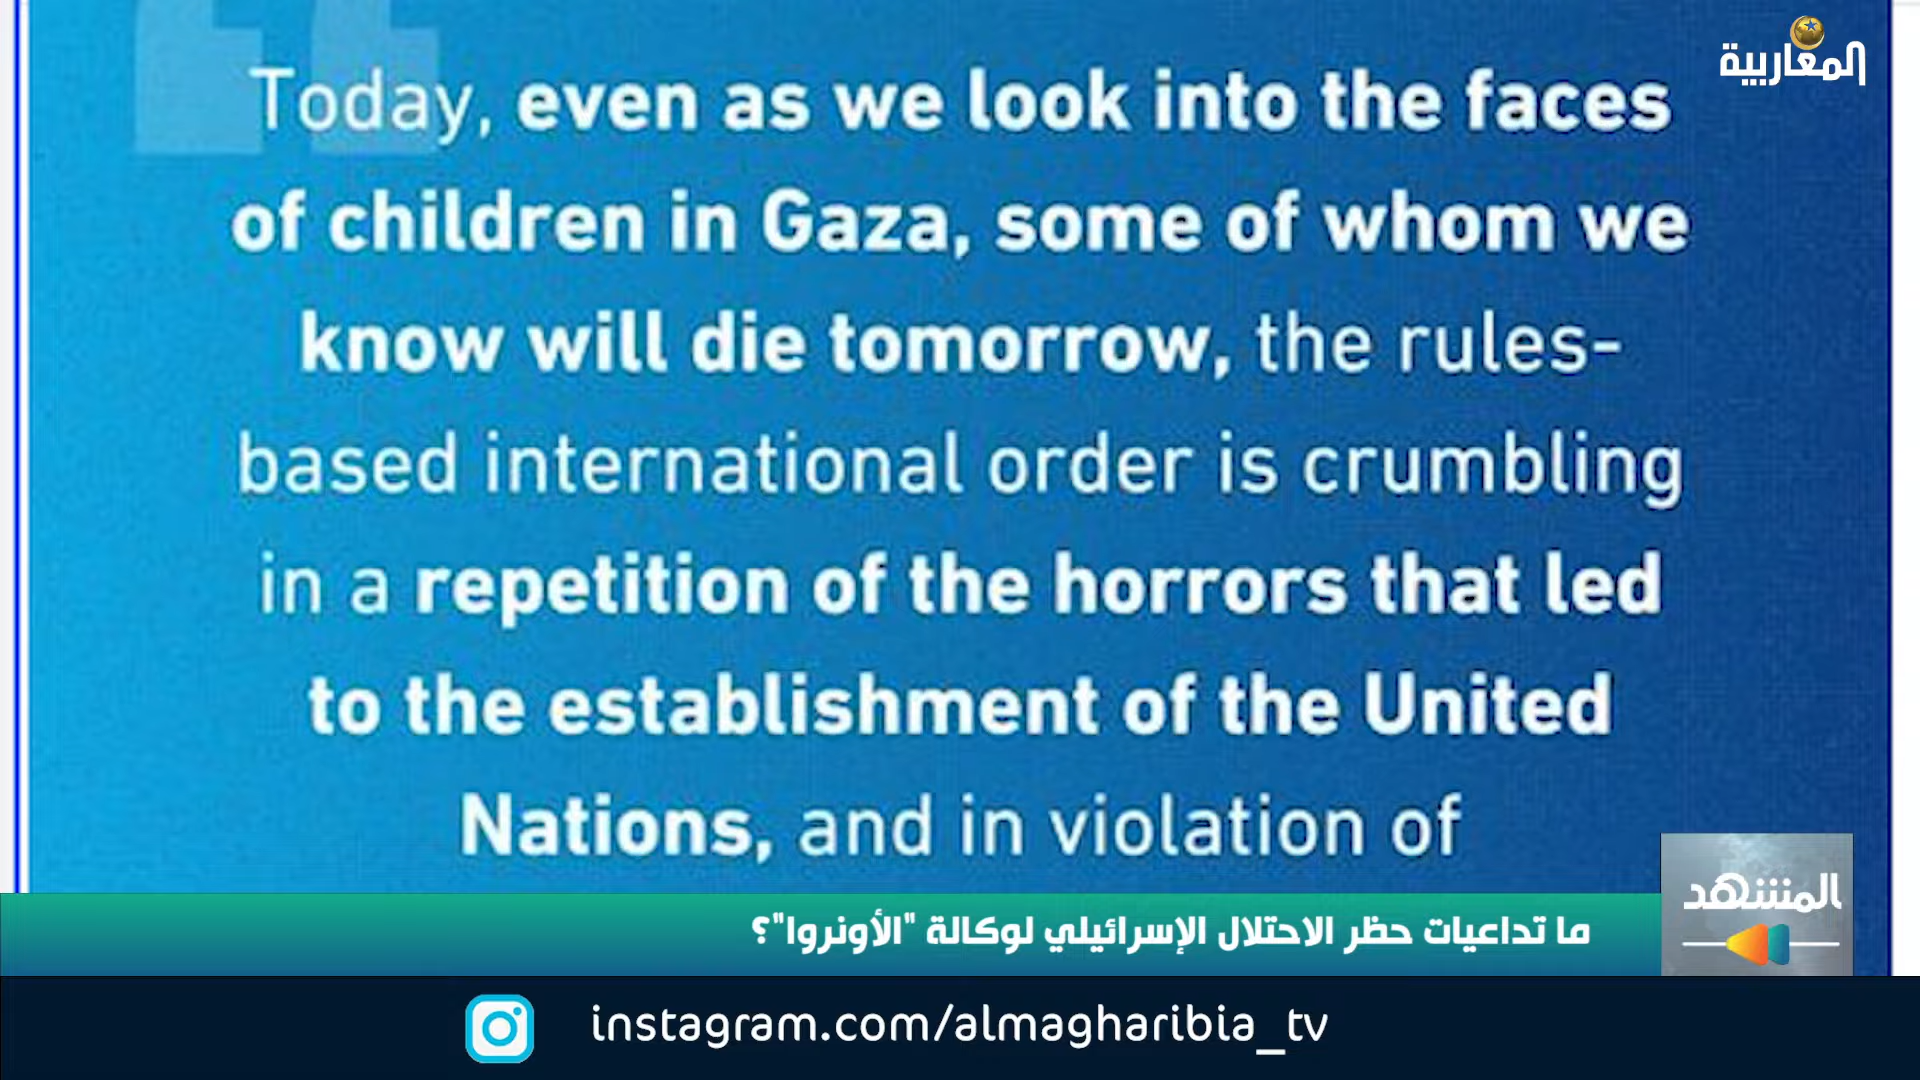 المغاربية
Today, even as we look into the faces
of children in Gaza, some of whom we
know will die tomorrow, the rules-
based international order is crumbling
in a repetition of the horrors that led
to the establishment of the United
Nations, and in violation of
المشهد
ما تداعيات حظر الاحتلال الإسرائيلي لوكالة "الأونروا"؟
instagram.com/almagharibia_tv